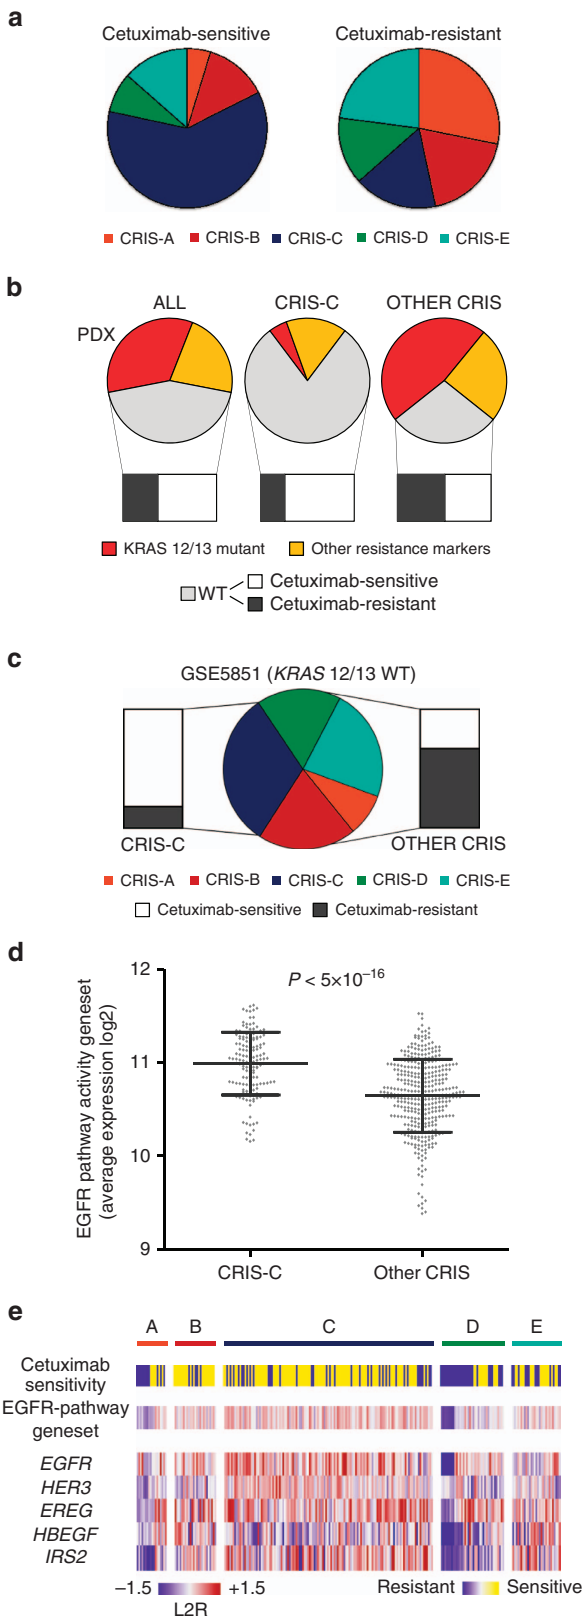 a
Cetuximab-sensitive Cetuximab-resistant
CRIS-A CRIS-B CRIS-C CRIS-D CRIS-E
b
ALL CRIS-C OTHER CRIS
PDX
KRAS 12/13 mutant Other resistance markers
WT Cetuximab-sensitive
Cetuximab-resistant
c
GSE5851 (KRAS 12/13 WT)
CRIS-C OTHER CRIS
CRIS-A CRIS-B CRIS-C CRIS-D CRIS-E
Cetuximab-sensitive Cetuximab-resistant
d
EGFR pathway activity geneset
(average expression log2)
12
11
10
9
P < 5×10⁻¹⁶
CRIS-C Other CRIS
e
A B C D E
Cetuximab
sensitivity
EGFR-pathway
geneset
EGFR
HER3
EREG
HBEGF
IRS2
–1.5 +1.5 Resistant Sensitive
L2R